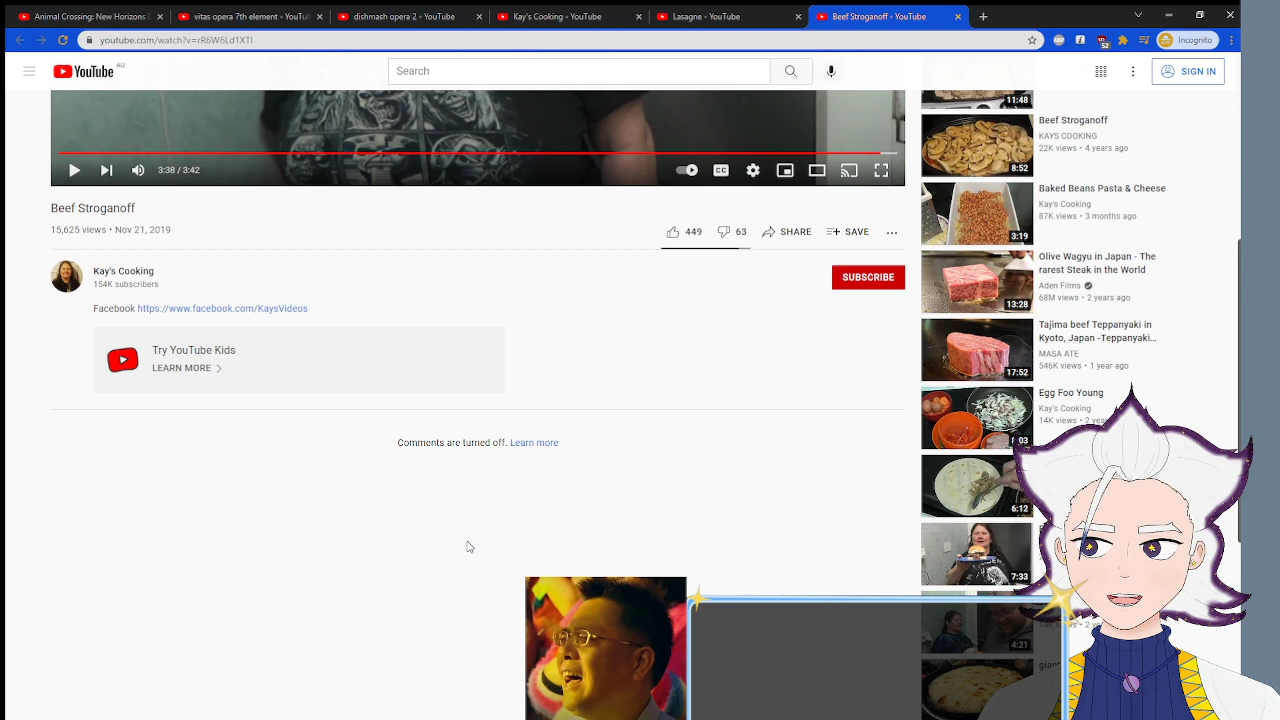 Animal Crossing: New Horizons D
vitas opera 7th element - YouTub
dishmash opera 2 - YouTube
Kay's Cooking - YouTube
Lasagne - YouTube
Beef Stroganoff - YouTube
youtube.com/watch?v=rR6W6Ld1XTI
ABP
52
Incognito
YouTube AU
Search
SIGN IN
3:38 / 3:42
CC
Beef Stroganoff
15,625 views • Nov 21, 2019
449
63
SHARE
SAVE
Kay's Cooking
154K subscribers
SUBSCRIBE
Facebook https://www.facebook.com/KaysVideos
Try YouTube Kids
LEARN MORE
Comments are turned off. Learn more
11:48
Beef Stroganoff
KAYS COOKING
22K views • 4 years ago
8:52
Baked Beans Pasta & Cheese
Kay's Cooking
87K views • 3 months ago
3:19
Olive Wagyu in Japan - The
rarest Steak in the World
Aden Films
68M views • 2 years ago
13:28
Tajima beef Teppanyaki in
Kyoto, Japan -Teppanyaki…
MASA ATE
546K views • 1 year ago
17:52
Egg Foo Young
Kay's Cooking
14K views • 2 ye
:03
6:12
7:33
4:21